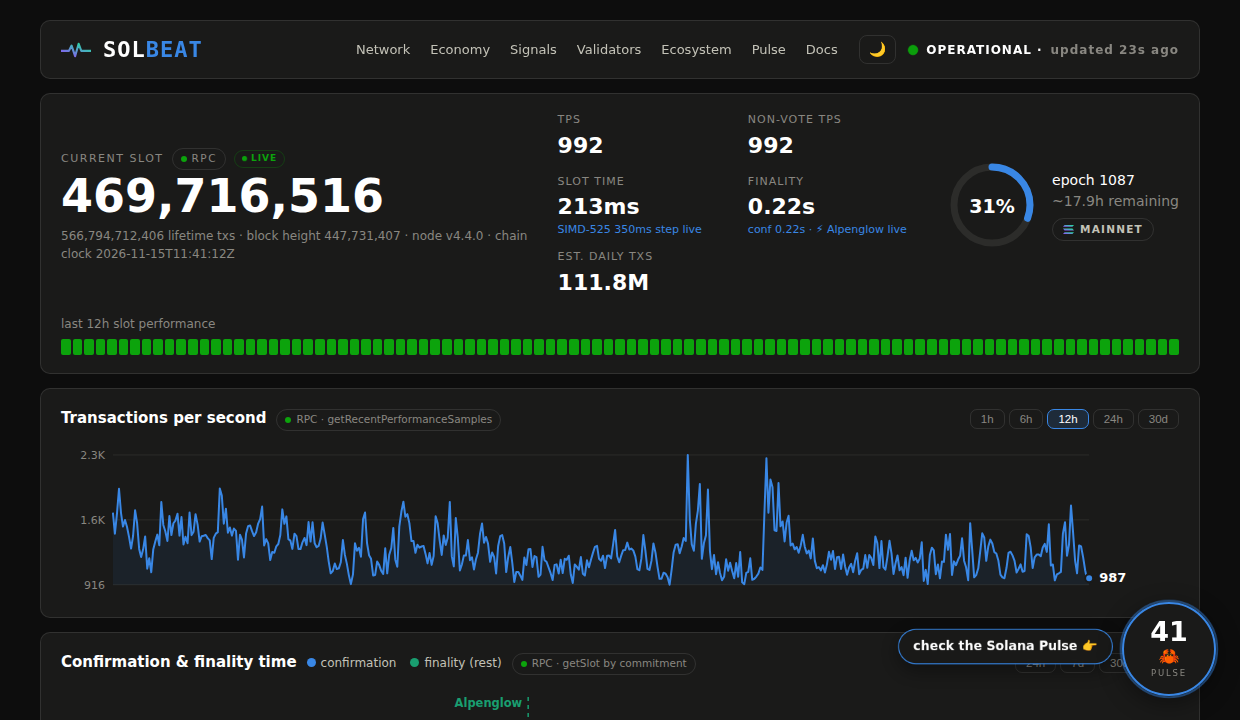 SOLBEAT
Network Economy Signals Validators Ecosystem Pulse Docs
OPERATIONAL · updated 23s ago
CURRENT SLOT RPC LIVE
469,716,516
566,794,712,406 lifetime txs · block height 447,731,407 · node v4.4.0 · chain
clock 2026-11-15T11:41:12Z
TPS
992
NON-VOTE TPS
992
SLOT TIME
213ms
SIMD-525 350ms step live
FINALITY
0.22s
conf 0.22s · ⚡ Alpenglow live
EST. DAILY TXS
111.8M
31%
epoch 1087
~17.9h remaining
MAINNET
last 12h slot performance
Transactions per second RPC · getRecentPerformanceSamples
1h 6h 12h 24h 30d
2.3K
1.6K
916
987
Confirmation & finality time confirmation finality (rest) RPC · getSlot by commitment
check the Solana Pulse 👉
41
🦀
PULSE
Alpenglow